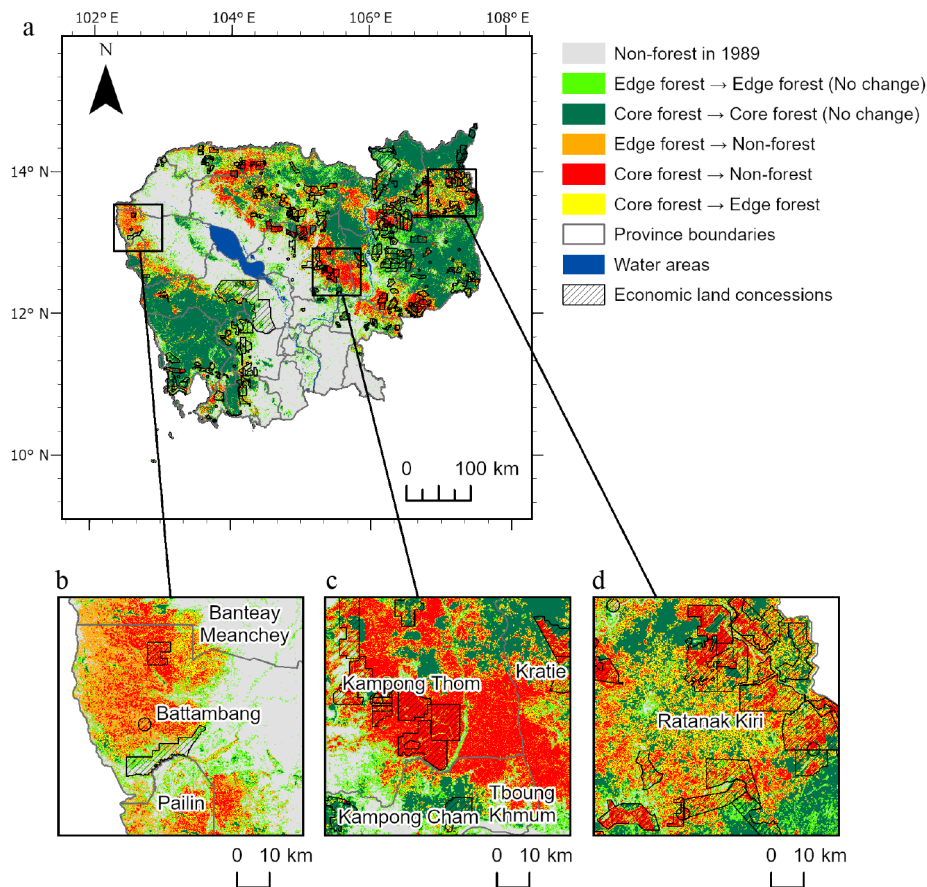 a
102° E
104° E
106° E
108° E
N
14° N
12° N
10° N
0 100 km
Non-forest in 1989
Edge forest → Edge forest (No change)
Core forest → Core forest (No change)
Edge forest → Non-forest
Core forest → Non-forest
Core forest → Edge forest
Province boundaries
Water areas
Economic land concessions
b
Banteay
Meanchey
Battambang
Pailin
0 10 km
c
Kratie
Kampong Thom
Tboung
Khmum
Kampong Cham
0 10 km
d
Ratanak Kiri
0 10 km